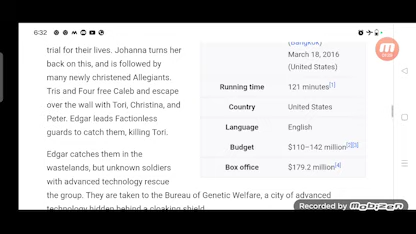 6:32
trial for their lives. Johanna turns her
back on this, and is followed by
many newly christened Allegiants.
Tris and Four free Caleb and escape
over the wall with Tori, Christina, and
Peter. Edgar leads Factionless
guards to catch them, killing Tori.
Edgar catches them in the
wastelands, but unknown soldiers
with advanced technology rescue
the group. They are taken to the Bureau of Genetic Welfare, a city of advanced
technology hidden behind a cloaking shield
(Bangkok)
March 18, 2016
(United States)
Running time 121 minutes[1]
Country United States
Language English
Budget $110–142 million[2][3]
Box office $179.2 million[4]
Recorded by Mobizen